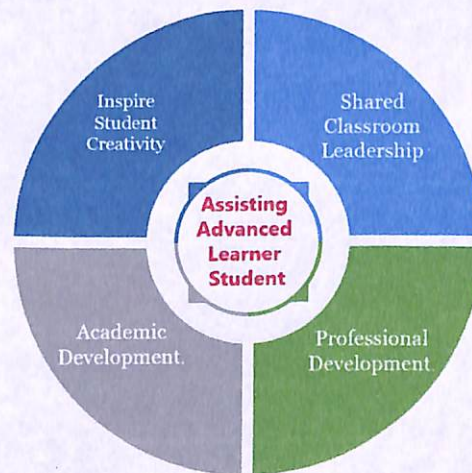 Inspire
Student
Creativity
Shared
Classroom
Leadership
Assisting
Advanced
Learner
Student
Academic
Development.
Professional
Development.